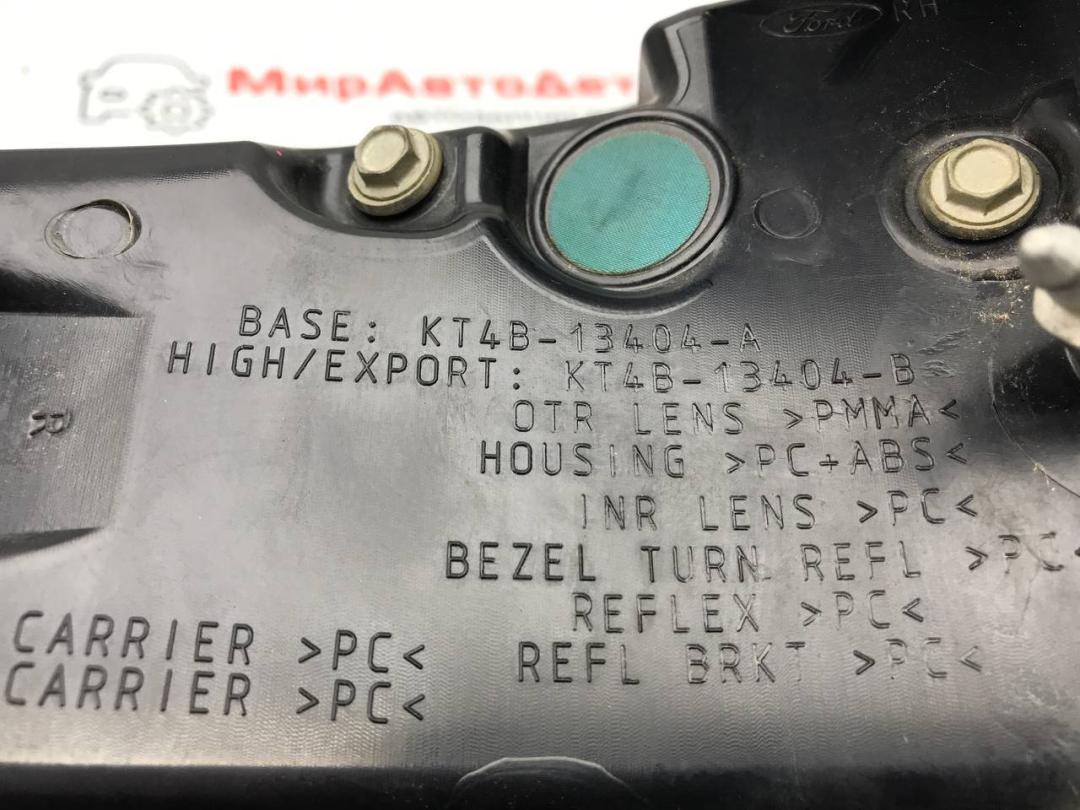 Ford RH
МирАвтоДет
BASE: KT4B-13404-A
HIGH/EXPORT: KT4B-13404-B
OTR LENS >PMMA<
HOUSING >PC+ABS<
INR LENS >PC<
R
BEZEL TURN REFL >PC<
REFLEX >PC<
CARRIER >PC< REFL BRKT >PC<
CARRIER >PC<